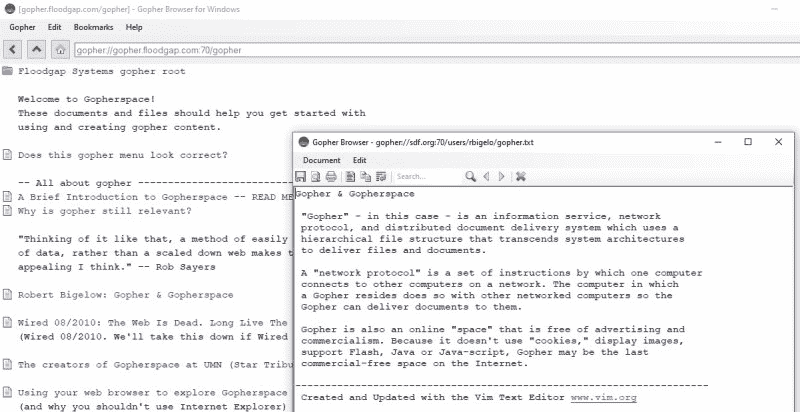 [gopher.floodgap.com/gopher] - Gopher Browser for Windows
Gopher Edit Bookmarks Help
gopher://gopher.floodgap.com:70/gopher
Floodgap Systems gopher root
Welcome to Gopherspace!
These documents and files should help you get started with
using and creating gopher content.
Does this gopher menu look correct?
-- All about gopher --------------------------
A Brief Introduction to Gopherspace -- READ ME
Why is gopher still relevant?
"Thinking of it like that, a method of easily
of data, rather than a scaled down web makes t
appealing I think." -- Rob Sayers
Robert Bigelow: Gopher & Gopherspace
Wired 08/2010: The Web Is Dead. Long Live The
(Wired 08/2010. We'll take this down if Wired
The creators of Gopherspace at UMN (Star Tribu
Using your web browser to explore Gopherspace
(and why you shouldn't use Internet Explorer)
Gopher Browser - gopher://sdf.org:70/users/rbigelo/gopher.txt
Document Edit
Search...
Gopher & Gopherspace
"Gopher" - in this case - is an information service, network
protocol, and distributed document delivery system which uses a
hierarchical file structure that transcends system architectures
to deliver files and documents.
A "network protocol" is a set of instructions by which one computer
connects to other computers on a network. The computer in which
a Gopher resides does so with other networked computers so the
Gopher can deliver documents to them.
Gopher is also an online "space" that is free of advertising and
commercialism. Because it doesn't use "cookies," display images,
support Flash, Java or Java-script, Gopher may be the last
commercial-free space on the Internet.
----------------------------------------------------------------------
Created and Updated with the Vim Text Editor www.vim.org